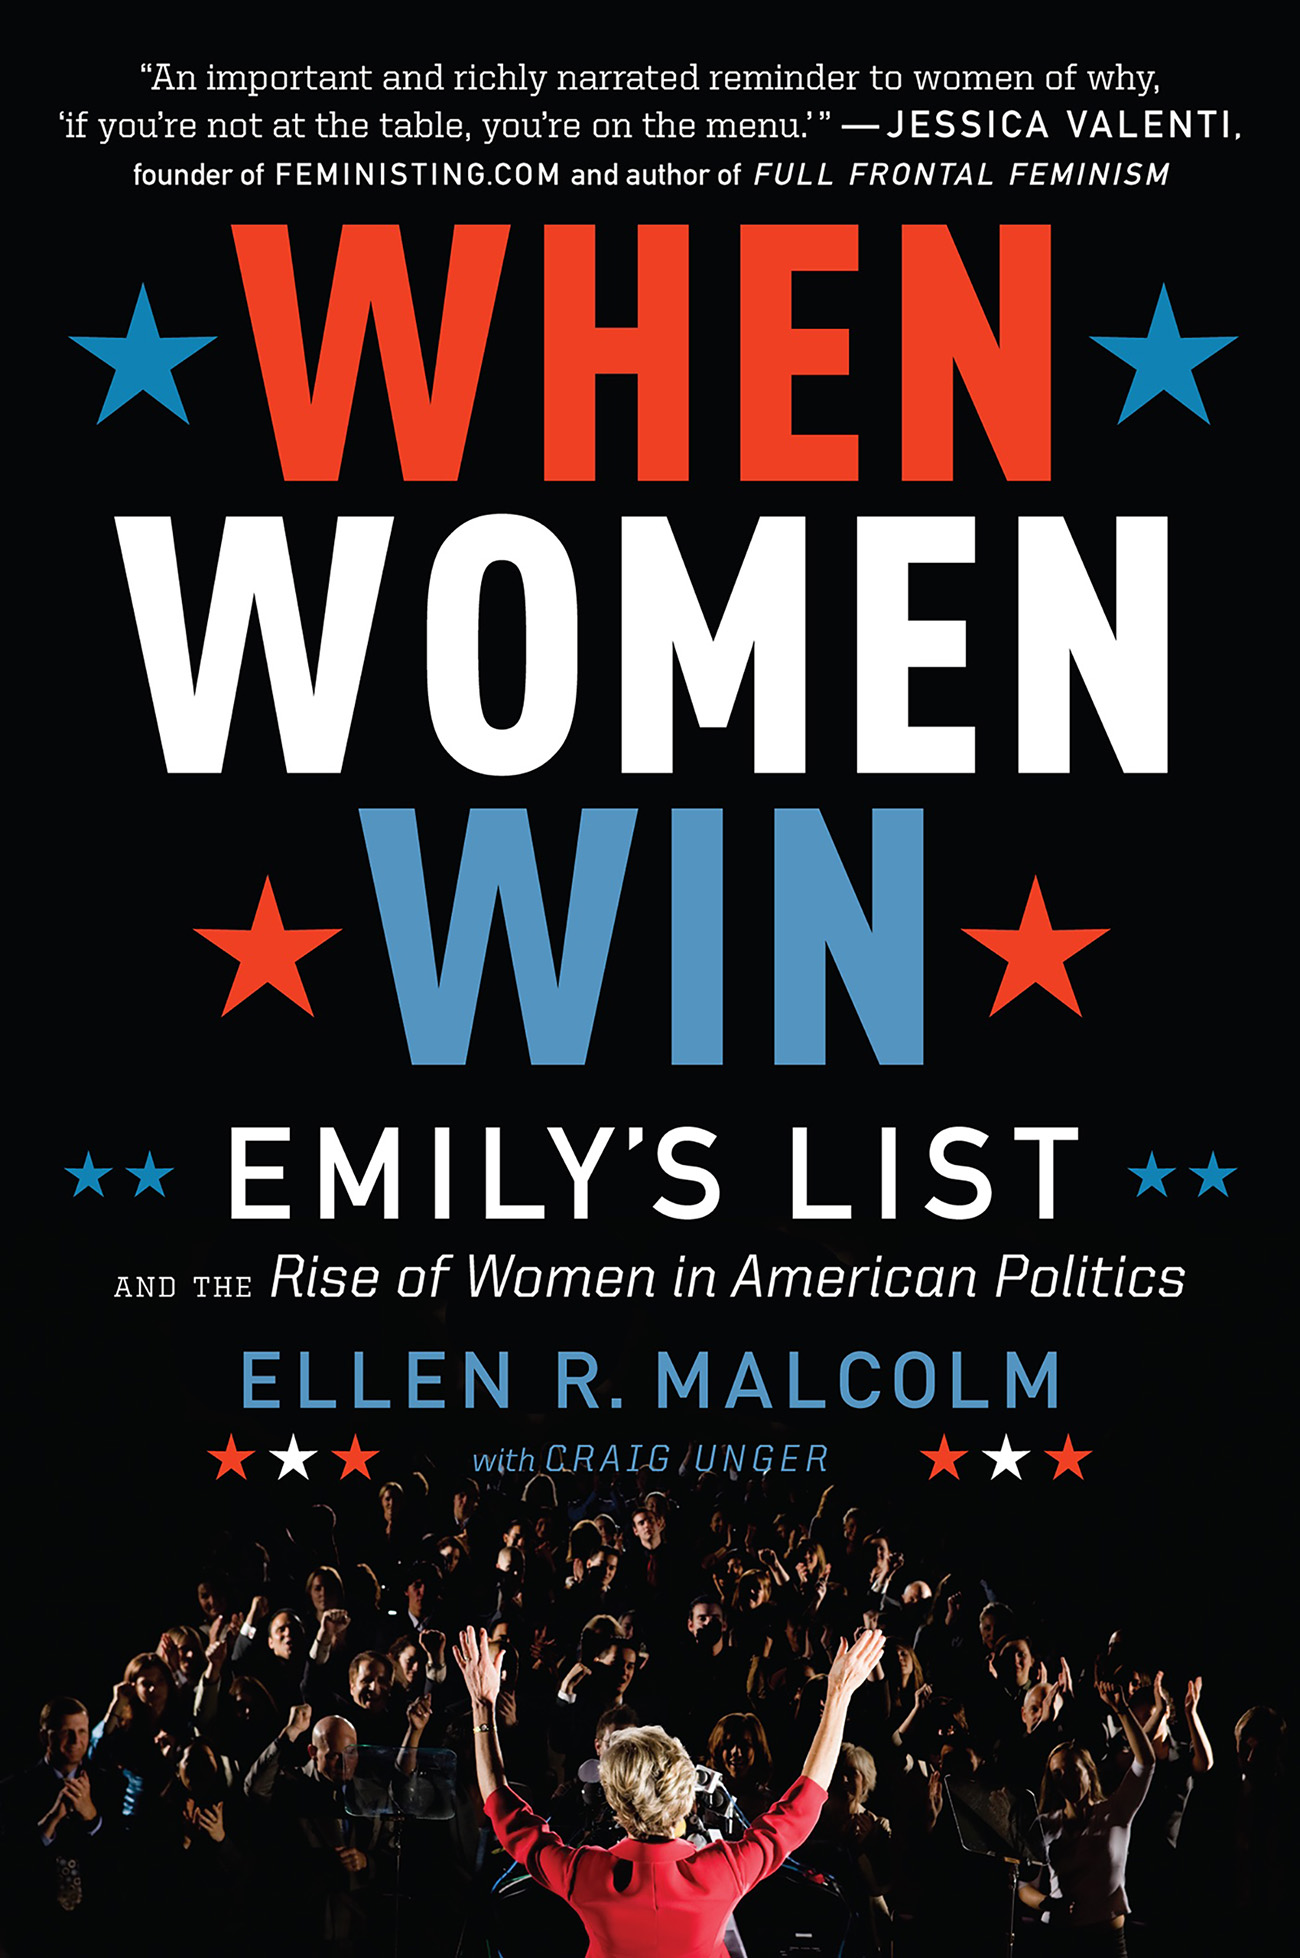 “An important and richly narrated reminder to women of why,
‘if you’re not at the table, you’re on the menu.’” —JESSICA VALENTI,
founder of FEMINISTING.COM and author of FULL FRONTAL FEMINISM
WHEN
WOMEN
WIN
EMILY’S LIST
AND THE Rise of Women in American Politics
ELLEN R. MALCOLM
with CRAIG UNGER